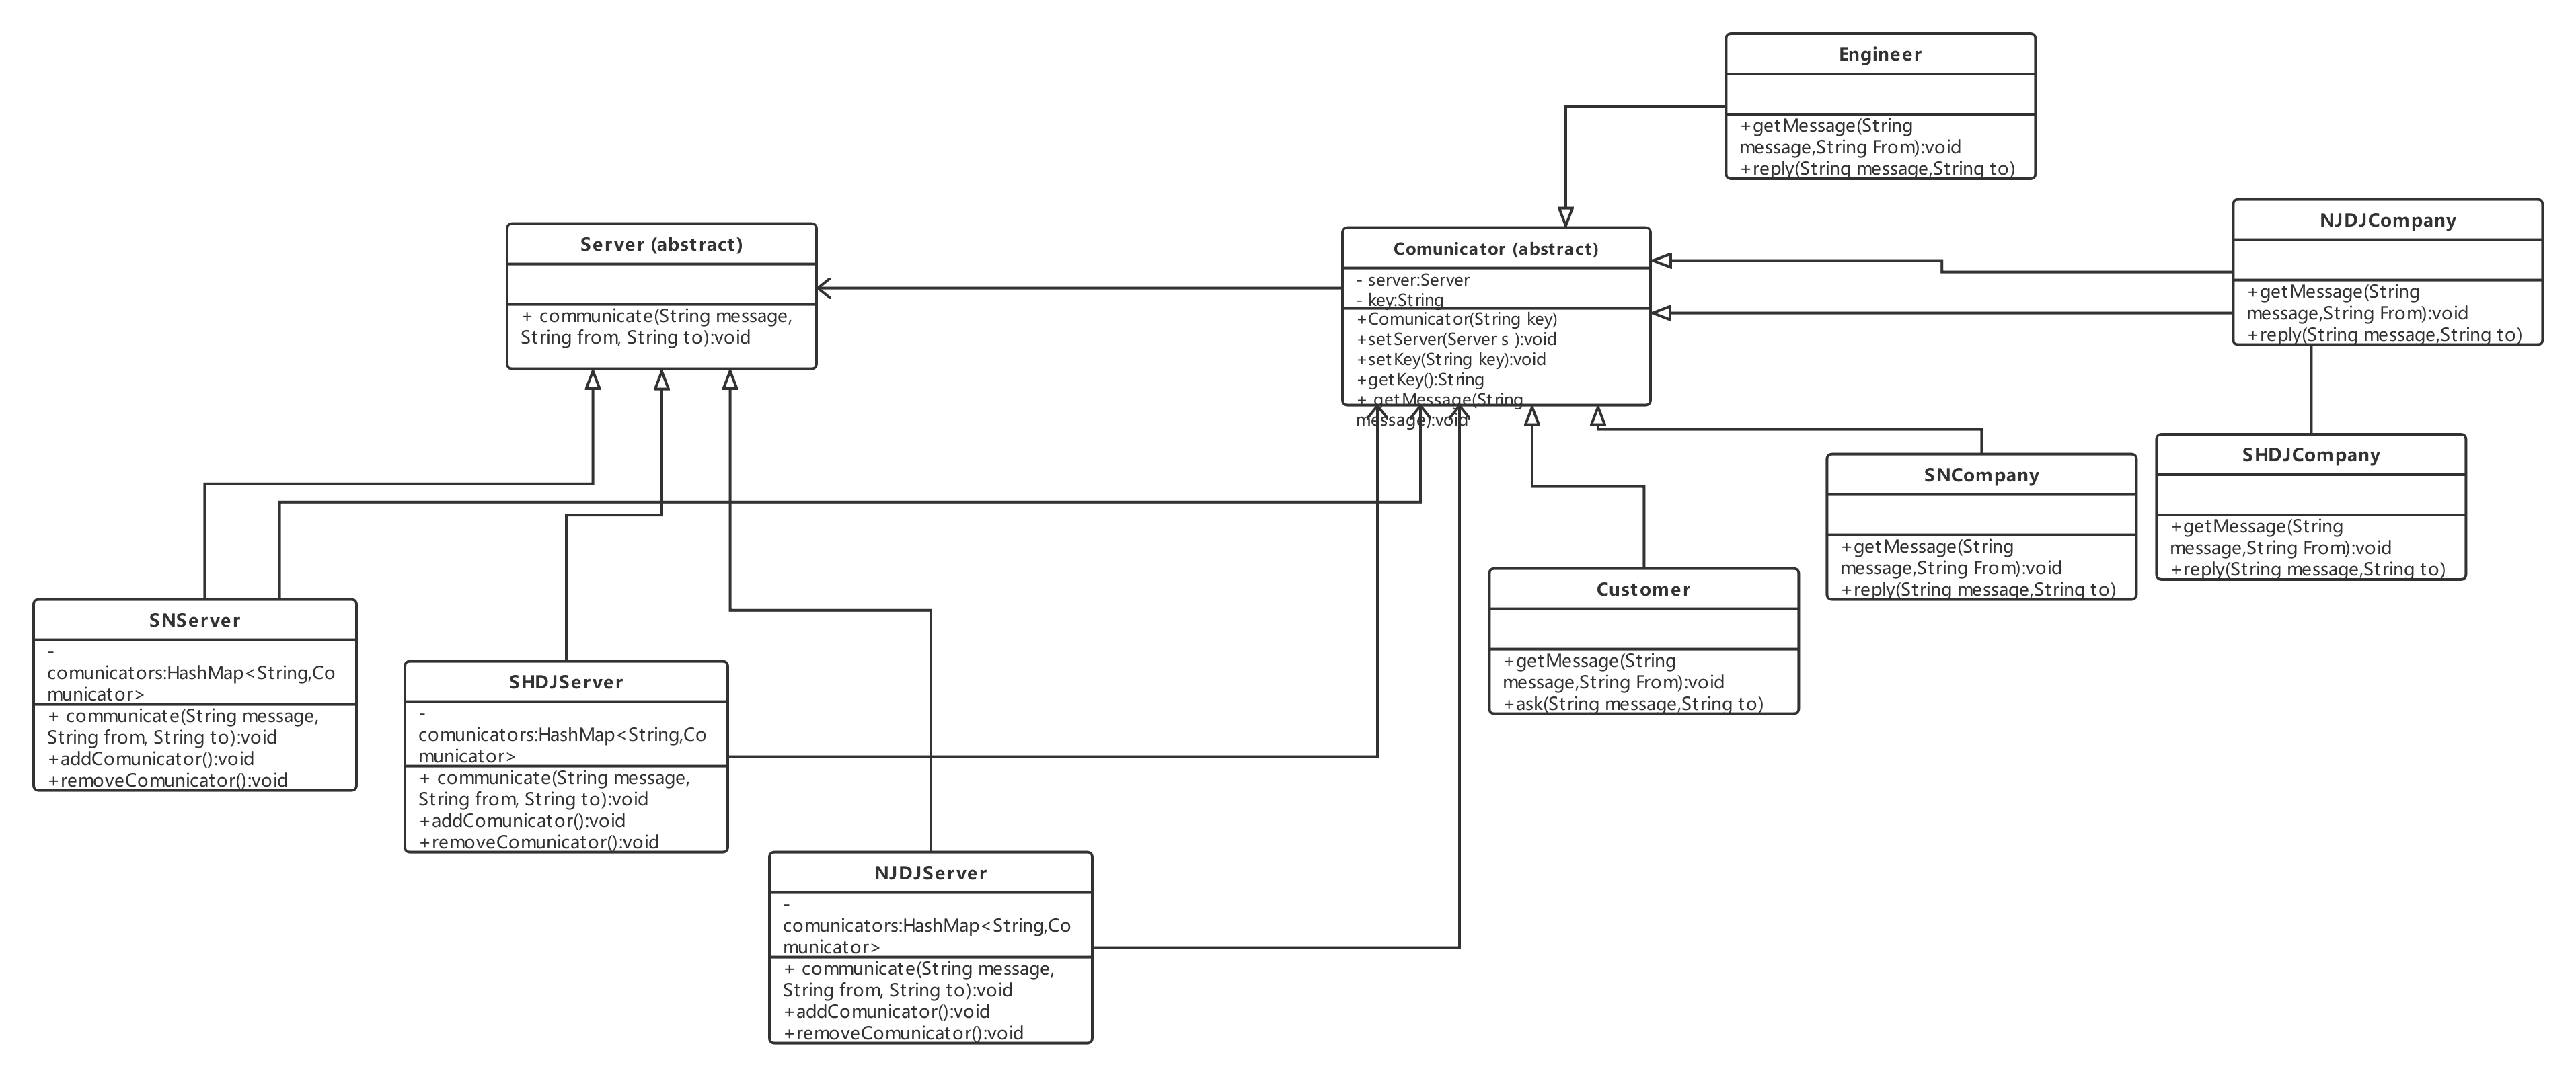 Engineer
+getMessage(String
message,String From):void
+reply(String message,String to)
NJDJCompany
+getMessage(String
message,String From):void
+reply(String message,String to)
Server (abstract)
+ communicate(String message,
String from, String to):void
Comunicator (abstract)
- server:Server
- key:String
+Comunicator(String key)
+setServer(Server s ):void
+setKey(String key):void
+getKey():String
+ getMessage(String
message):void
SHDJCompany
+getMessage(String
message,String From):void
+reply(String message,String to)
SNCompany
+getMessage(String
message,String From):void
+reply(String message,String to)
Customer
+getMessage(String
message,String From):void
+ask(String message,String to)
SNServer
-
comunicators:HashMap<String,Co
municator>
+ communicate(String message,
String from, String to):void
+addComunicator():void
+removeComunicator():void
SHDJServer
-
comunicators:HashMap<String,Co
municator>
+ communicate(String message,
String from, String to):void
+addComunicator():void
+removeComunicator():void
NJDJServer
-
comunicators:HashMap<String,Co
municator>
+ communicate(String message,
String from, String to):void
+addComunicator():void
+removeComunicator():void